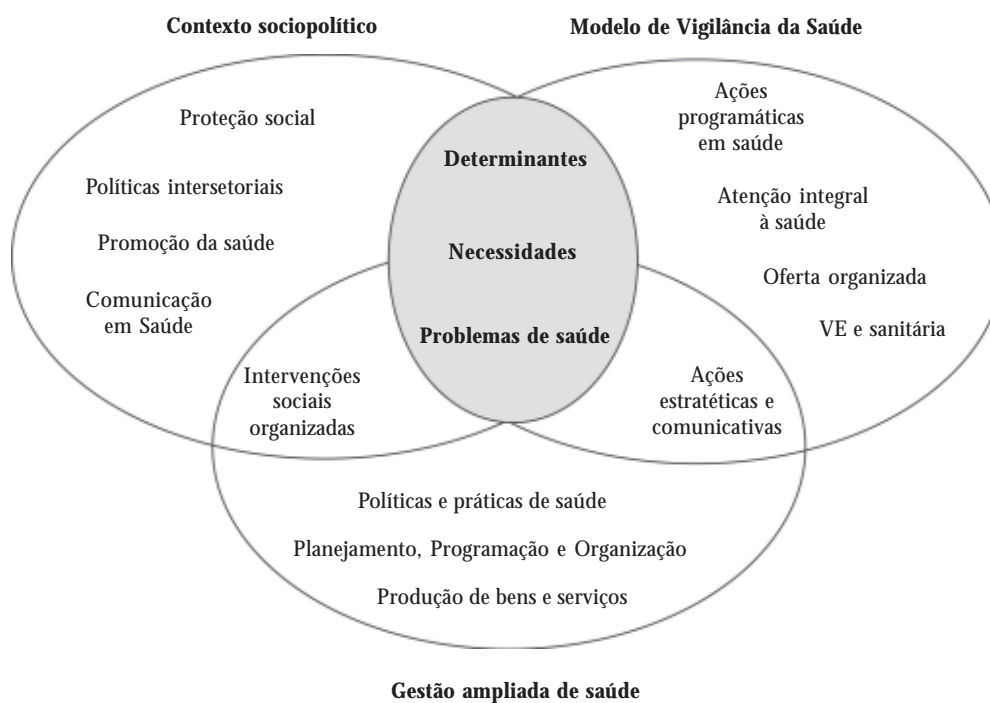 Contexto sociopolítico
Modelo de Vigilância da Saúde
Proteção social
Políticas intersetoriais
Promoção da saúde
Comunicação
em Saúde
Intervenções
sociais
organizadas
Determinantes
Necessidades
Problemas de saúde
Ações
programáticas
em saúde
Atenção integral
à saúde
Oferta organizada
VE e sanitária
Ações
estratéticas e
comunicativas
Políticas e práticas de saúde
Planejamento, Programação e Organização
Produção de bens e serviços
Gestão ampliada de saúde